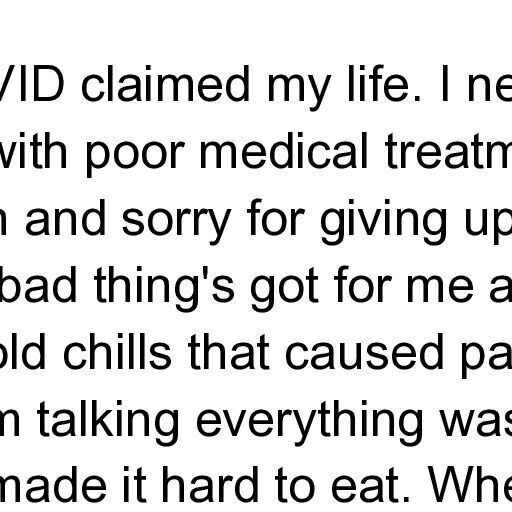 VID claimed my life. I ne
with poor medical treatm
n and sorry for giving up
bad thing's got for me a
old chills that caused pa
m talking everything was
made it hard to eat. Whe